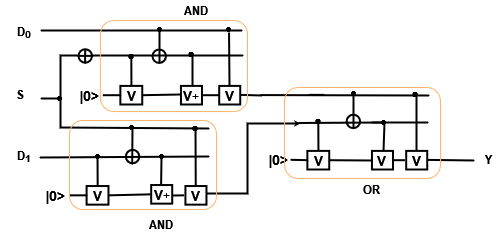 AND
D0
S
|0> V V+ V
D1
|0> V V+ V
|0> V V V Y
OR
AND